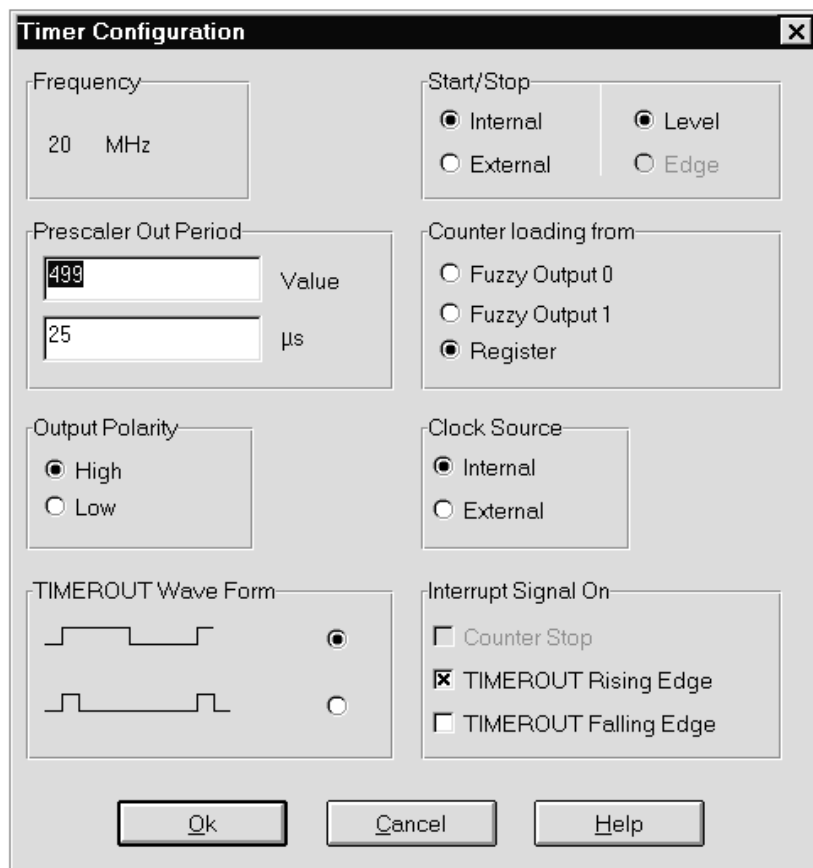 Timer Configuration
Frequency
20 MHz
Start/Stop
Internal
External
Level
Edge
Prescaler Out Period
499 Value
25 µs
Counter loading from
Fuzzy Output 0
Fuzzy Output 1
Register
Output Polarity
High
Low
Clock Source
Internal
External
TIMEROUT Wave Form
Interrupt Signal On
Counter Stop
TIMEROUT Rising Edge
TIMEROUT Falling Edge
Ok
Cancel
Help